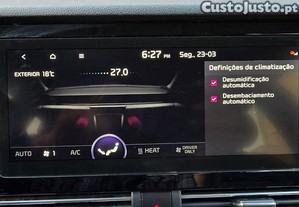 CustoJusto.pt
6:27 PM Seg., 23-03
EXTERIOR 18°C
27.0
Definições de climatização
Desumidificação
automática
Desembaciamento
automático
AUTO 1 A/C HEAT DRIVER
ONLY